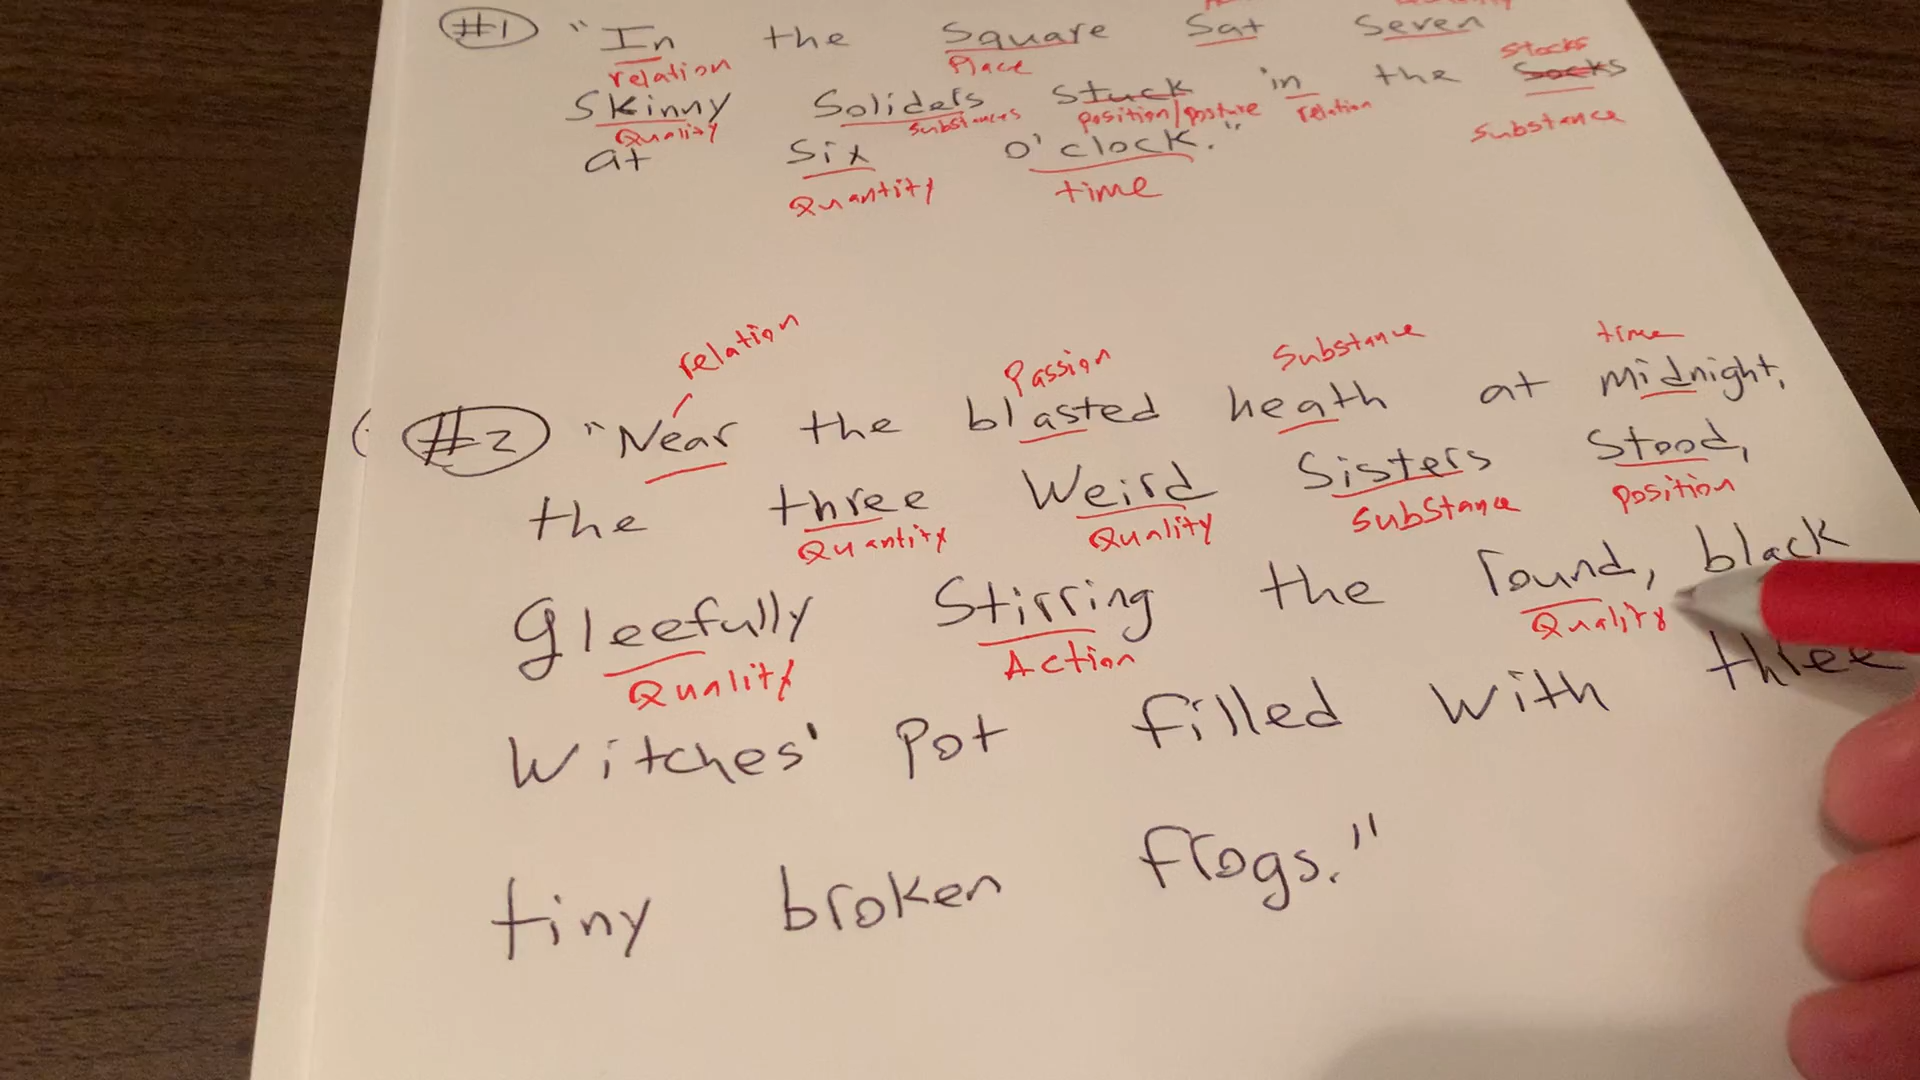 #1 "In the Square Sat Seven
relation Place stocks
Skinny Soliders stuck in the Socks
Quality Substances position/posture relation substance
at Six o'clock."
Quantity time
relation Passion Substance time
#2 "Near the blasted heath at midnight,
the three Weird Sisters Stood,
Quantity Quality Substance Position
gleefully Stirring the round, black
Quality Action Quality
Witches' Pot filled with three
tiny broken frogs."